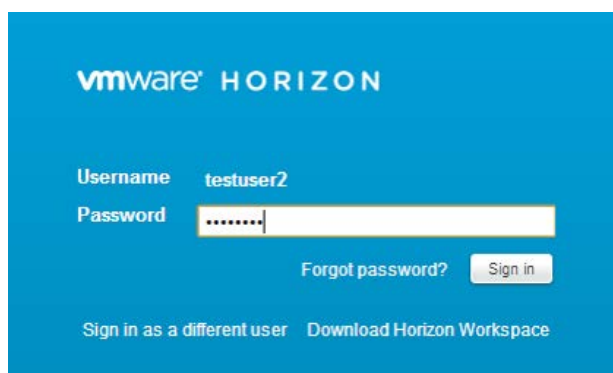 vmware® HORIZON
Username testuser2
Password ••••••••
Forgot password? Sign in
Sign in as a different user Download Horizon Workspace